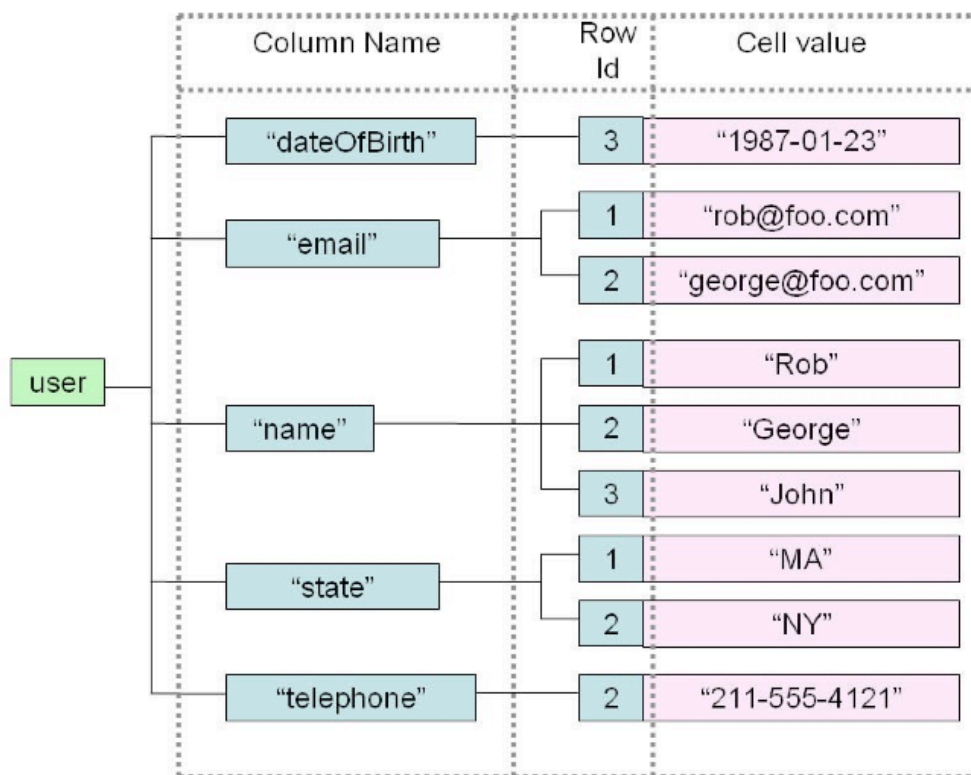 Column Name
Row
Id
Cell value
“dateOfBirth”
3
“1987-01-23”
“email”
1
“rob@foo.com”
2
“george@foo.com”
user
“name”
1
“Rob”
2
“George”
3
“John”
“state”
1
“MA”
2
“NY”
“telephone”
2
“211-555-4121”